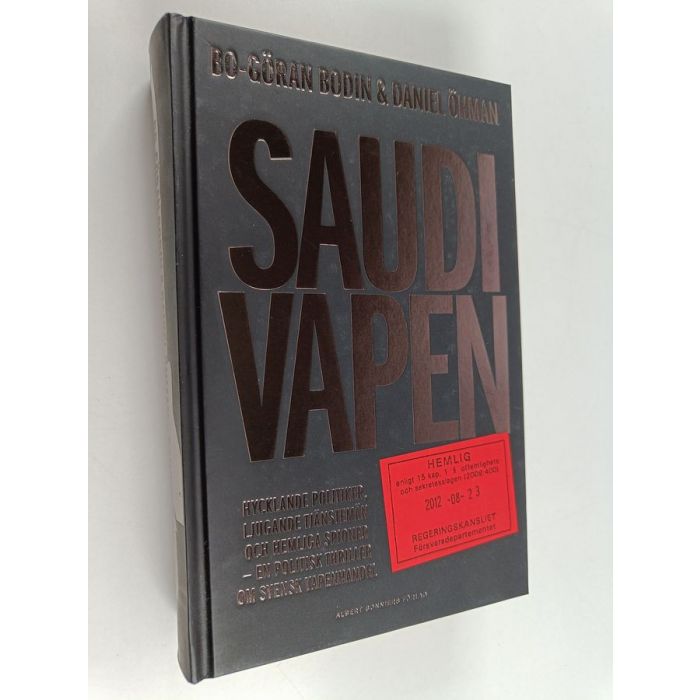 BO-GÖRAN BODIN & DANIEL ÖHMAN
SAUDI
VAPEN
HEMLIG
enligt 15 kap. 1 § offentlighets
och sekretesslagen (2009:400)
2012 -08- 23
REGERINGSKANSLIET
Försvarsdepartementet
HYCKLANDE POLITIKER,
LJUGANDE TJÄNSTEMÄN
OCH HEMLIGA SPIONER
– EN POLITISK THRILLER
OM SVENSK VAPENHANDEL
ALBERT BONNIERS FÖRLAG